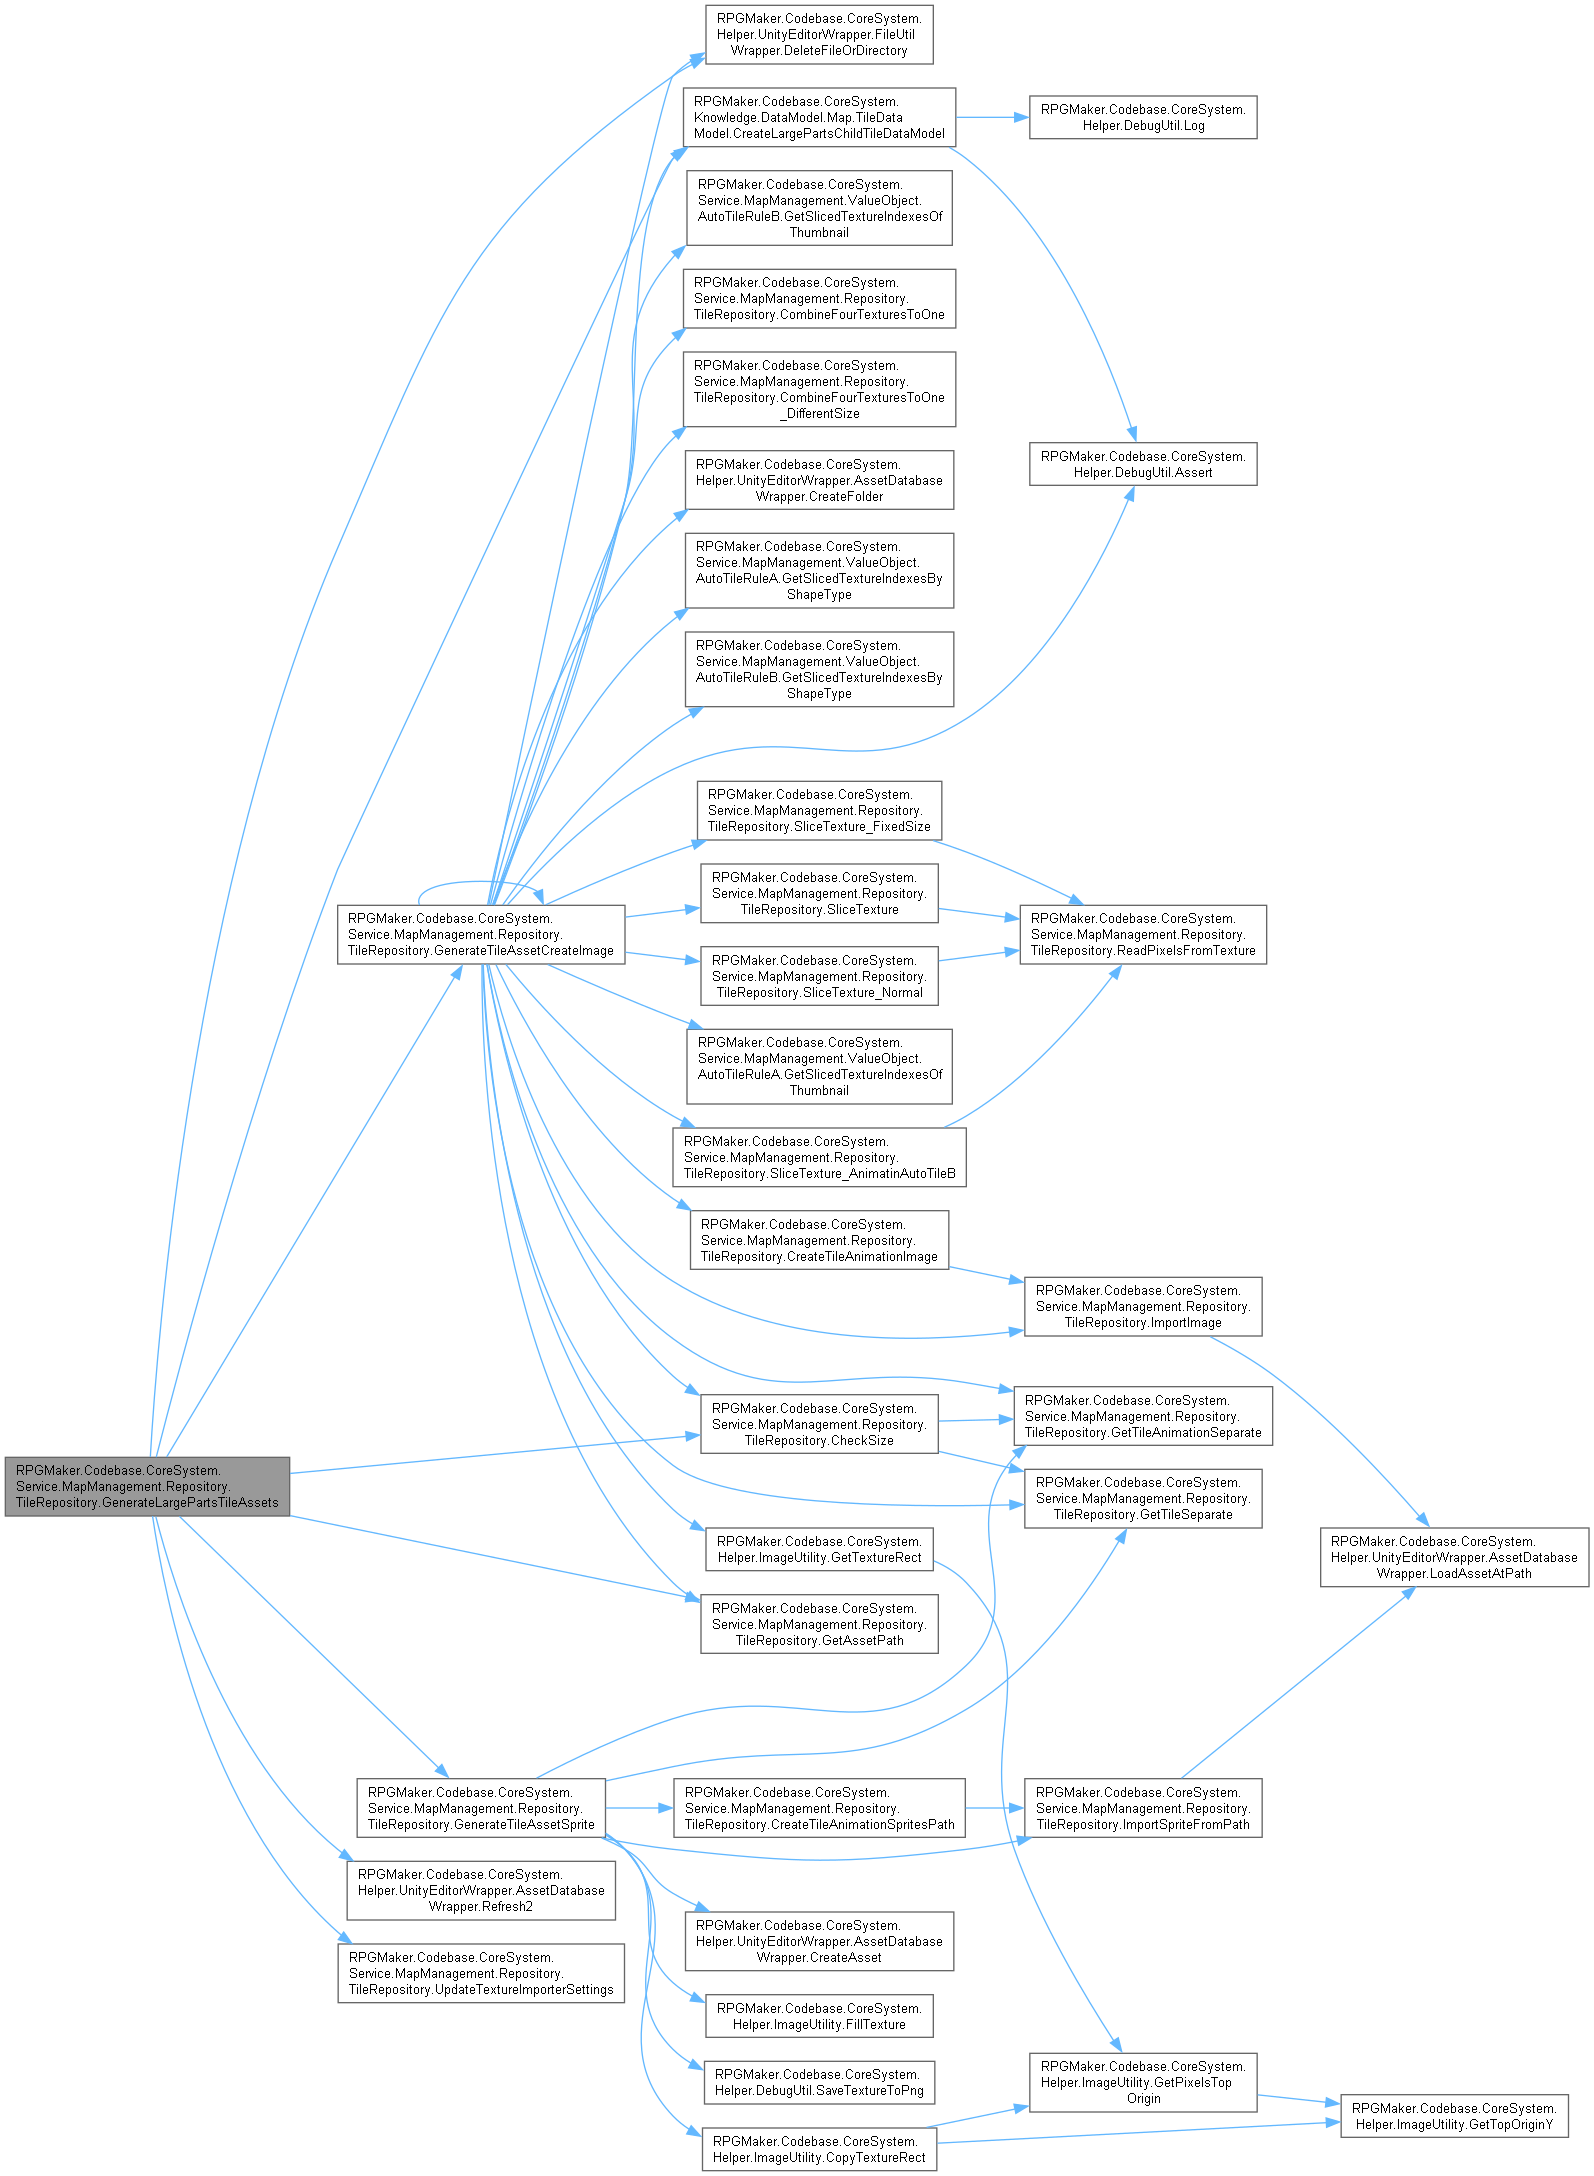 RPGMaker.Codebase.CoreSystem.
Helper.UnityEditorWrapper.FileUtil
Wrapper.DeleteFileOrDirectory
RPGMaker.Codebase.CoreSystem.
Knowledge.DataModel.Map.TileData
Model.CreateLargePartsChildTileDataModel
RPGMaker.Codebase.CoreSystem.
Helper.DebugUtil.Log
RPGMaker.Codebase.CoreSystem.
Service.MapManagement.ValueObject.
AutoTileRuleB.GetSlicedTextureIndexesOf
Thumbnail
RPGMaker.Codebase.CoreSystem.
Service.MapManagement.Repository.
TileRepository.CombineFourTexturesToOne
RPGMaker.Codebase.CoreSystem.
Service.MapManagement.Repository.
TileRepository.CombineFourTexturesToOne
_DifferentSize
RPGMaker.Codebase.CoreSystem.
Helper.DebugUtil.Assert
RPGMaker.Codebase.CoreSystem.
Helper.UnityEditorWrapper.AssetDatabase
Wrapper.CreateFolder
RPGMaker.Codebase.CoreSystem.
Service.MapManagement.ValueObject.
AutoTileRuleA.GetSlicedTextureIndexesBy
ShapeType
RPGMaker.Codebase.CoreSystem.
Service.MapManagement.ValueObject.
AutoTileRuleB.GetSlicedTextureIndexesBy
ShapeType
RPGMaker.Codebase.CoreSystem.
Service.MapManagement.Repository.
TileRepository.SliceTexture_FixedSize
RPGMaker.Codebase.CoreSystem.
Service.MapManagement.Repository.
TileRepository.SliceTexture
RPGMaker.Codebase.CoreSystem.
Service.MapManagement.Repository.
TileRepository.GenerateTileAssetCreateImage
RPGMaker.Codebase.CoreSystem.
Service.MapManagement.Repository.
TileRepository.ReadPixelsFromTexture
RPGMaker.Codebase.CoreSystem.
Service.MapManagement.Repository.
TileRepository.SliceTexture_Normal
RPGMaker.Codebase.CoreSystem.
Service.MapManagement.ValueObject.
AutoTileRuleA.GetSlicedTextureIndexesOf
Thumbnail
RPGMaker.Codebase.CoreSystem.
Service.MapManagement.Repository.
TileRepository.SliceTexture_AnimatinAutoTileB
RPGMaker.Codebase.CoreSystem.
Service.MapManagement.Repository.
TileRepository.CreateTileAnimationImage
RPGMaker.Codebase.CoreSystem.
Service.MapManagement.Repository.
TileRepository.ImportImage
RPGMaker.Codebase.CoreSystem.
Service.MapManagement.Repository.
TileRepository.CheckSize
RPGMaker.Codebase.CoreSystem.
Service.MapManagement.Repository.
TileRepository.GetTileAnimationSeparate
RPGMaker.Codebase.CoreSystem.
Service.MapManagement.Repository.
TileRepository.GenerateLargePartsTileAssets
RPGMaker.Codebase.CoreSystem.
Service.MapManagement.Repository.
TileRepository.GetTileSeparate
RPGMaker.Codebase.CoreSystem.
Helper.ImageUtility.GetTextureRect
RPGMaker.Codebase.CoreSystem.
Helper.UnityEditorWrapper.AssetDatabase
Wrapper.LoadAssetAtPath
RPGMaker.Codebase.CoreSystem.
Service.MapManagement.Repository.
TileRepository.GetAssetPath
RPGMaker.Codebase.CoreSystem.
Service.MapManagement.Repository.
TileRepository.GenerateTileAssetSprite
RPGMaker.Codebase.CoreSystem.
Service.MapManagement.Repository.
TileRepository.CreateTileAnimationSpritesPath
RPGMaker.Codebase.CoreSystem.
Service.MapManagement.Repository.
TileRepository.ImportSpriteFromPath
RPGMaker.Codebase.CoreSystem.
Helper.UnityEditorWrapper.AssetDatabase
Wrapper.Refresh2
RPGMaker.Codebase.CoreSystem.
Helper.UnityEditorWrapper.AssetDatabase
Wrapper.CreateAsset
RPGMaker.Codebase.CoreSystem.
Service.MapManagement.Repository.
TileRepository.UpdateTextureImporterSettings
RPGMaker.Codebase.CoreSystem.
Helper.ImageUtility.FillTexture
RPGMaker.Codebase.CoreSystem.
Helper.DebugUtil.SaveTextureToPng
RPGMaker.Codebase.CoreSystem.
Helper.ImageUtility.GetPixelsTop
Origin
RPGMaker.Codebase.CoreSystem.
Helper.ImageUtility.GetTopOriginY
RPGMaker.Codebase.CoreSystem.
Helper.ImageUtility.CopyTextureRect